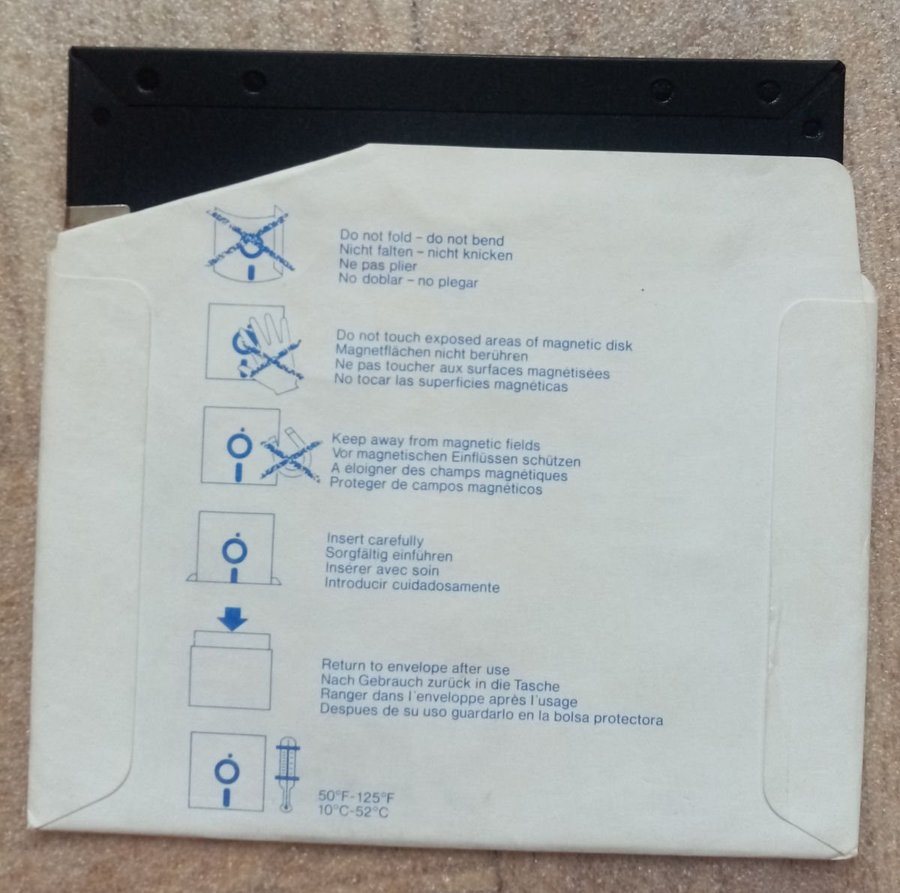 Do not fold – do not bend
Nicht falten – nicht knicken
Ne pas plier
No doblar – no plegar
Do not touch exposed areas of magnetic disk
Magnetflächen nicht berühren
Ne pas toucher aux surfaces magnétisées
No tocar las superficies magnéticas
Keep away from magnetic fields
Vor magnetischen Einflüssen schützen
A éloigner des champs magnétiques
Proteger de campos magnéticos
Insert carefully
Sorgfältig einführen
Insérer avec soin
Introducir cuidadosamente
Return to envelope after use
Nach Gebrauch zurück in die Tasche
Ranger dans l'enveloppe après l'usage
Despues de su uso guardarlo en la bolsa protectora
50°F-125°F
10°C-52°C